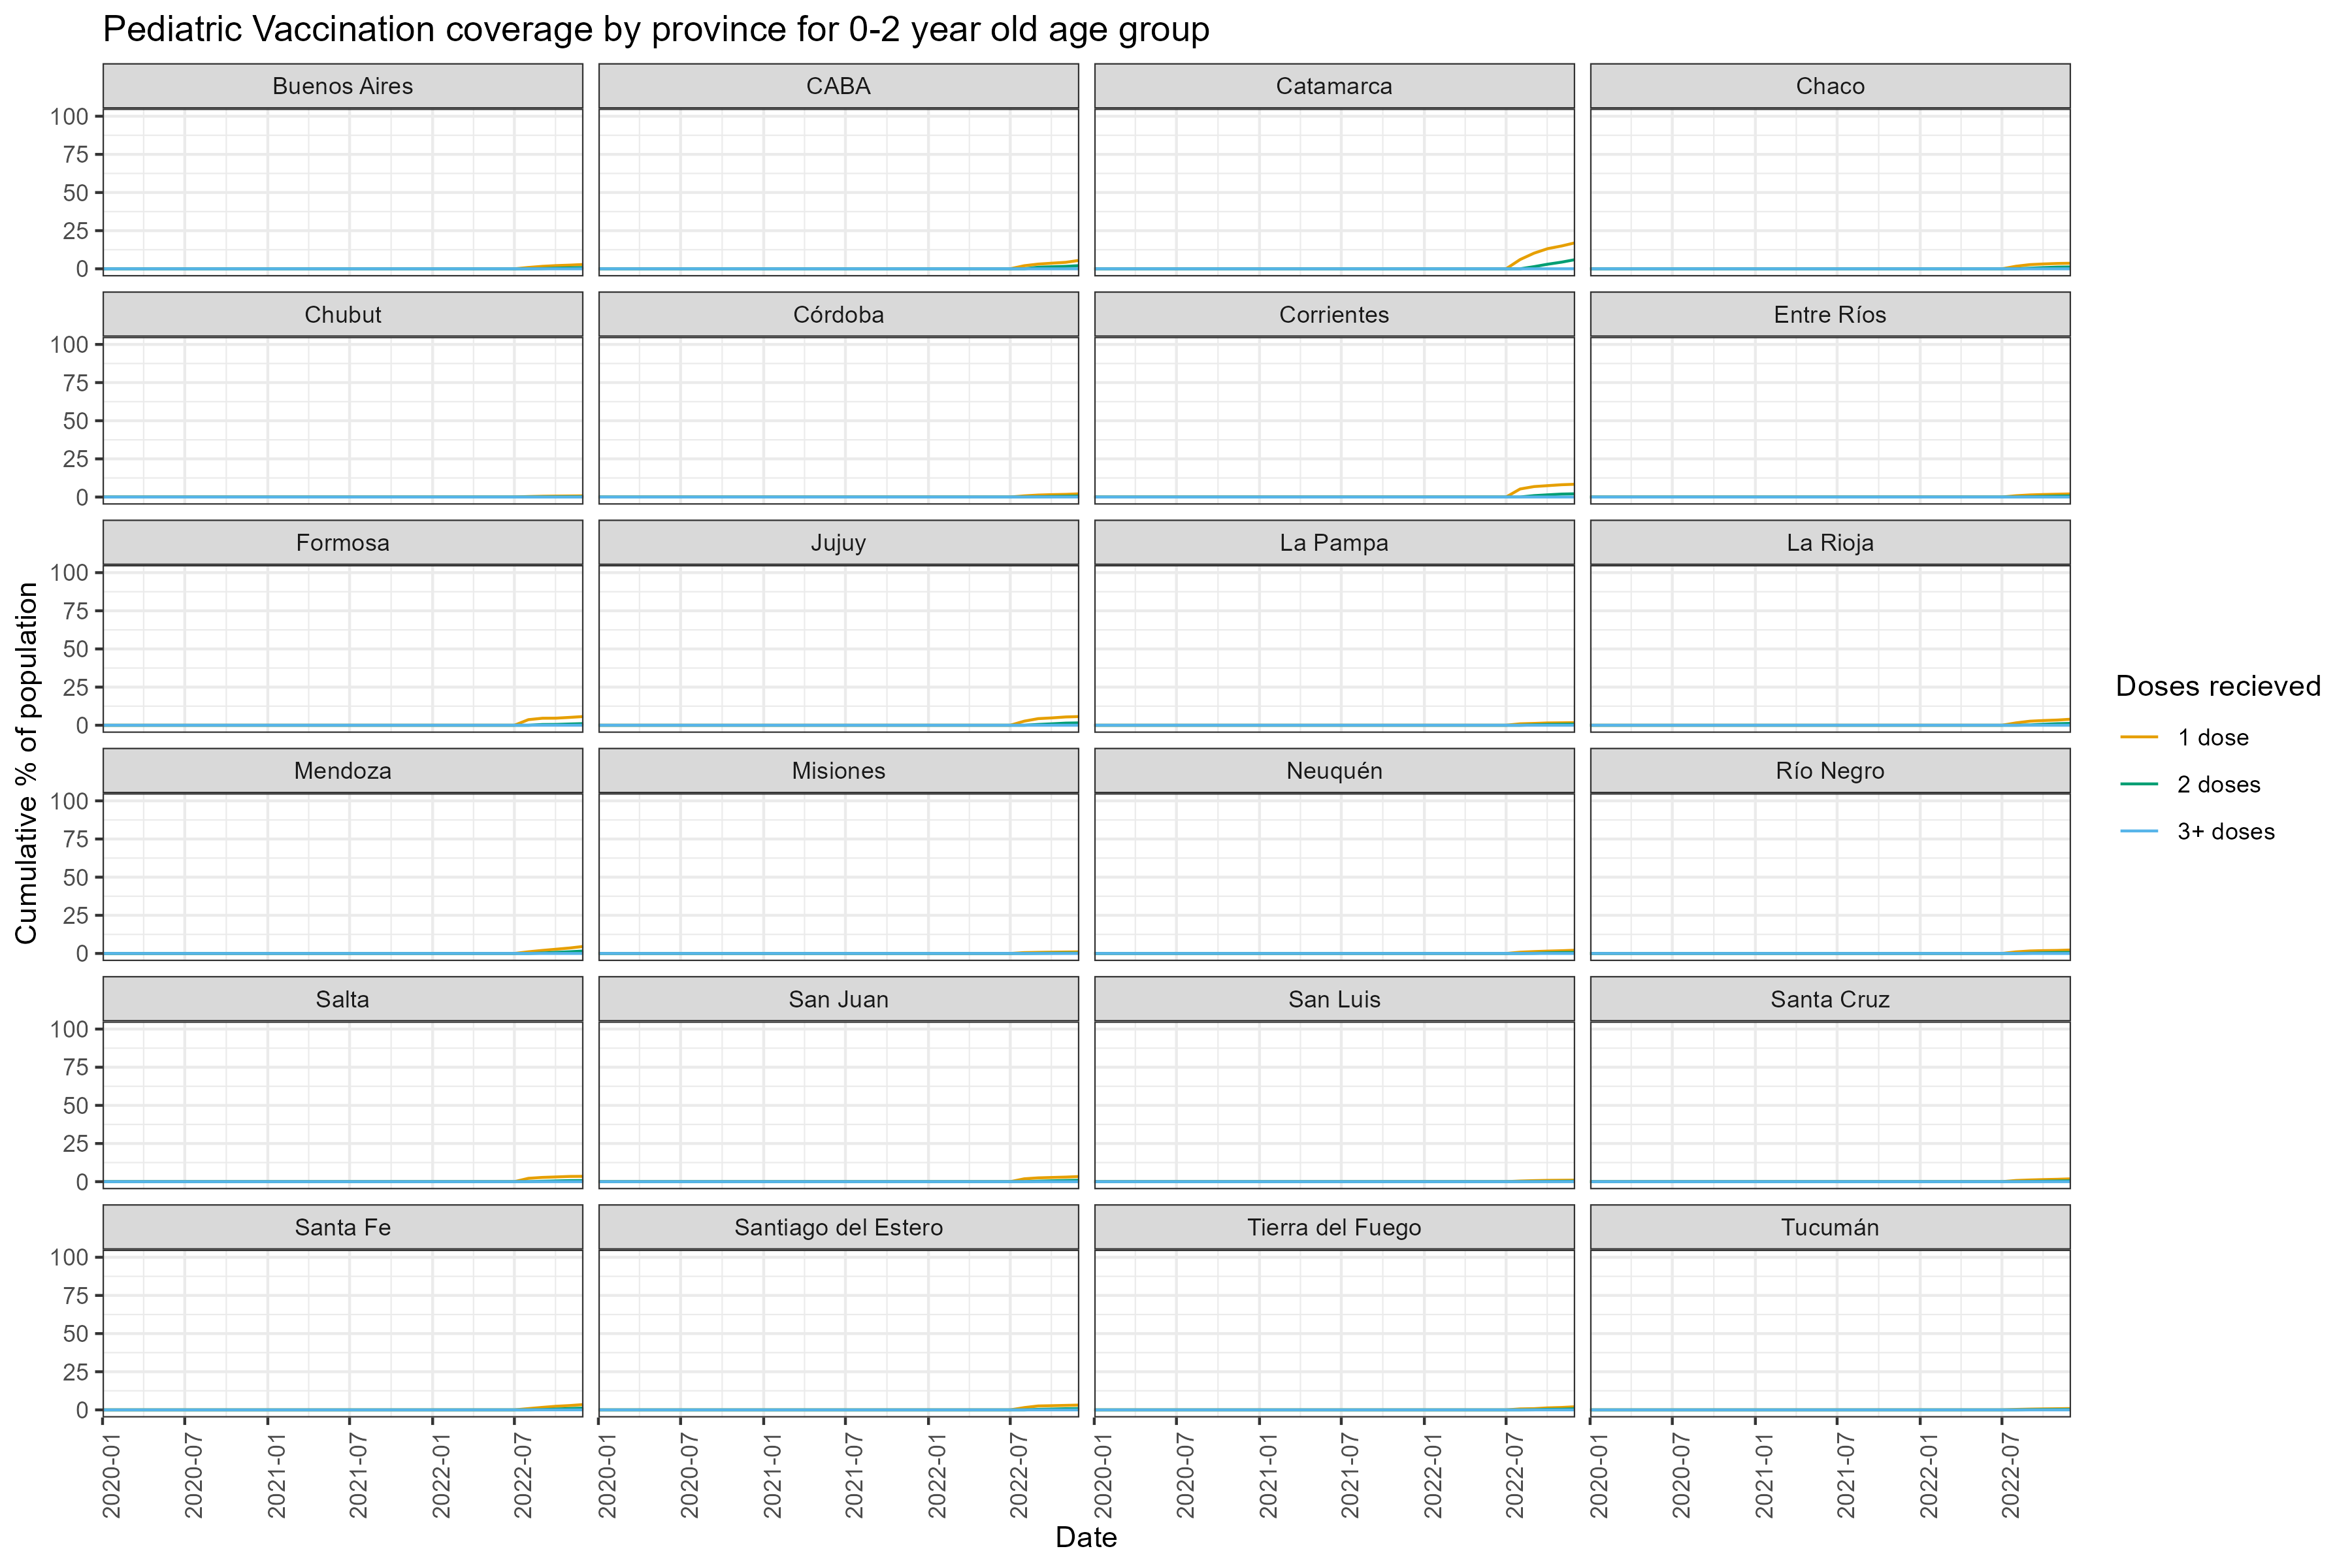 Pediatric Vaccination coverage by province for 0-2 year old age group
Buenos Aires
CABA
Catamarca
Chaco
100
75
50
25
0
Chubut
Córdoba
Corrientes
Entre Ríos
100
75
50
25
0
Formosa
Jujuy
La Pampa
La Rioja
100
75
50
25
0
Mendoza
Misiones
Neuquén
Río Negro
100
75
50
25
0
Salta
San Juan
San Luis
Santa Cruz
100
75
50
25
0
Santa Fe
Santiago del Estero
Tierra del Fuego
Tucumán
100
75
50
25
0
2020-01
2020-07
2021-01
2021-07
2022-01
2022-07
2020-01
2020-07
2021-01
2021-07
2022-01
2022-07
2020-01
2020-07
2021-01
2021-07
2022-01
2022-07
2020-01
2020-07
2021-01
2021-07
2022-01
2022-07
Date
Cumulative % of population
Doses recieved
1 dose
2 doses
3+ doses